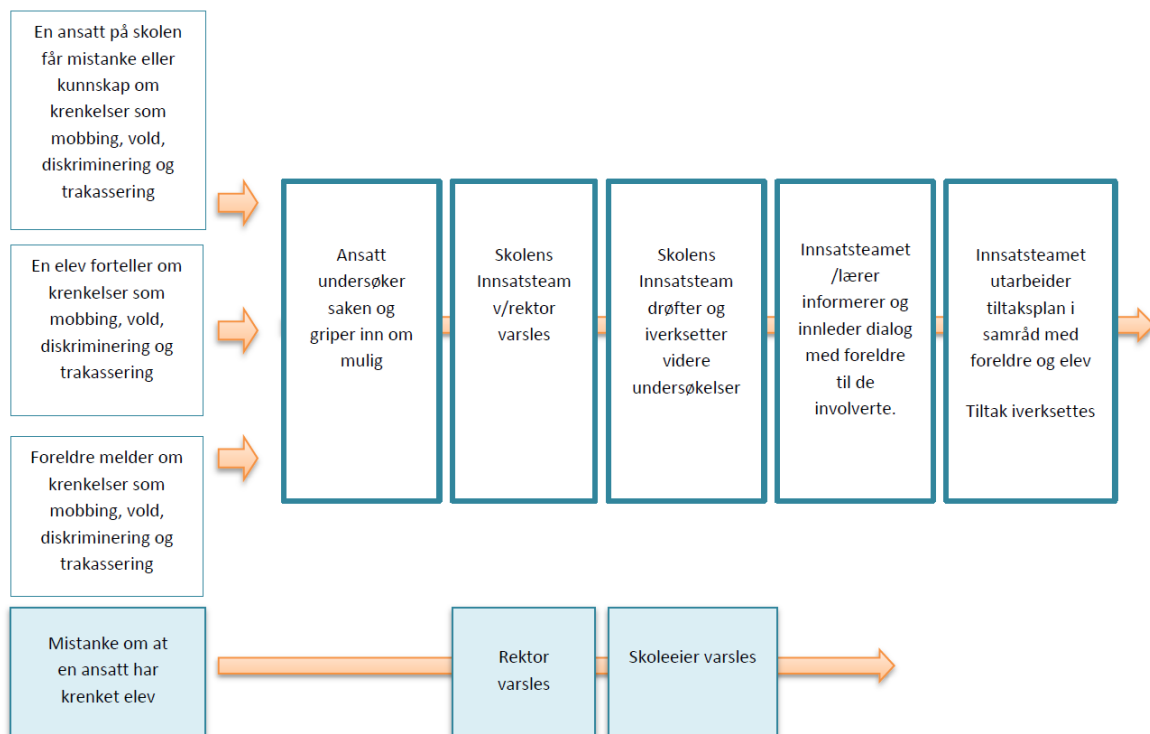 En ansatt på skolen
får mistanke eller
kunnskap om
krenkelser som
mobbing, vold,
diskriminering og
trakassering
En elev forteller om
krenkelser som
mobbing, vold,
diskriminering og
trakassering
Foreldre melder om
krenkelser som
mobbing, vold,
diskriminering og
trakassering
Ansatt
undersøker
saken og
griper inn om
mulig
Skolens
Innsatsteam
v/rektor
varsles
Skolens
Innsatsteam
drøfter og
iverksetter
videre
undersøkelser
Innsatsteamet
/lærer
informerer og
innleder dialog
med foreldre
til de
involverte.
Innsatsteamet
utarbeider
tiltaksplan i
samråd med
foreldre og elev
Tiltak iverksettes
Mistanke om at
en ansatt har
krenket elev
Rektor
varsles
Skoleeier varsles